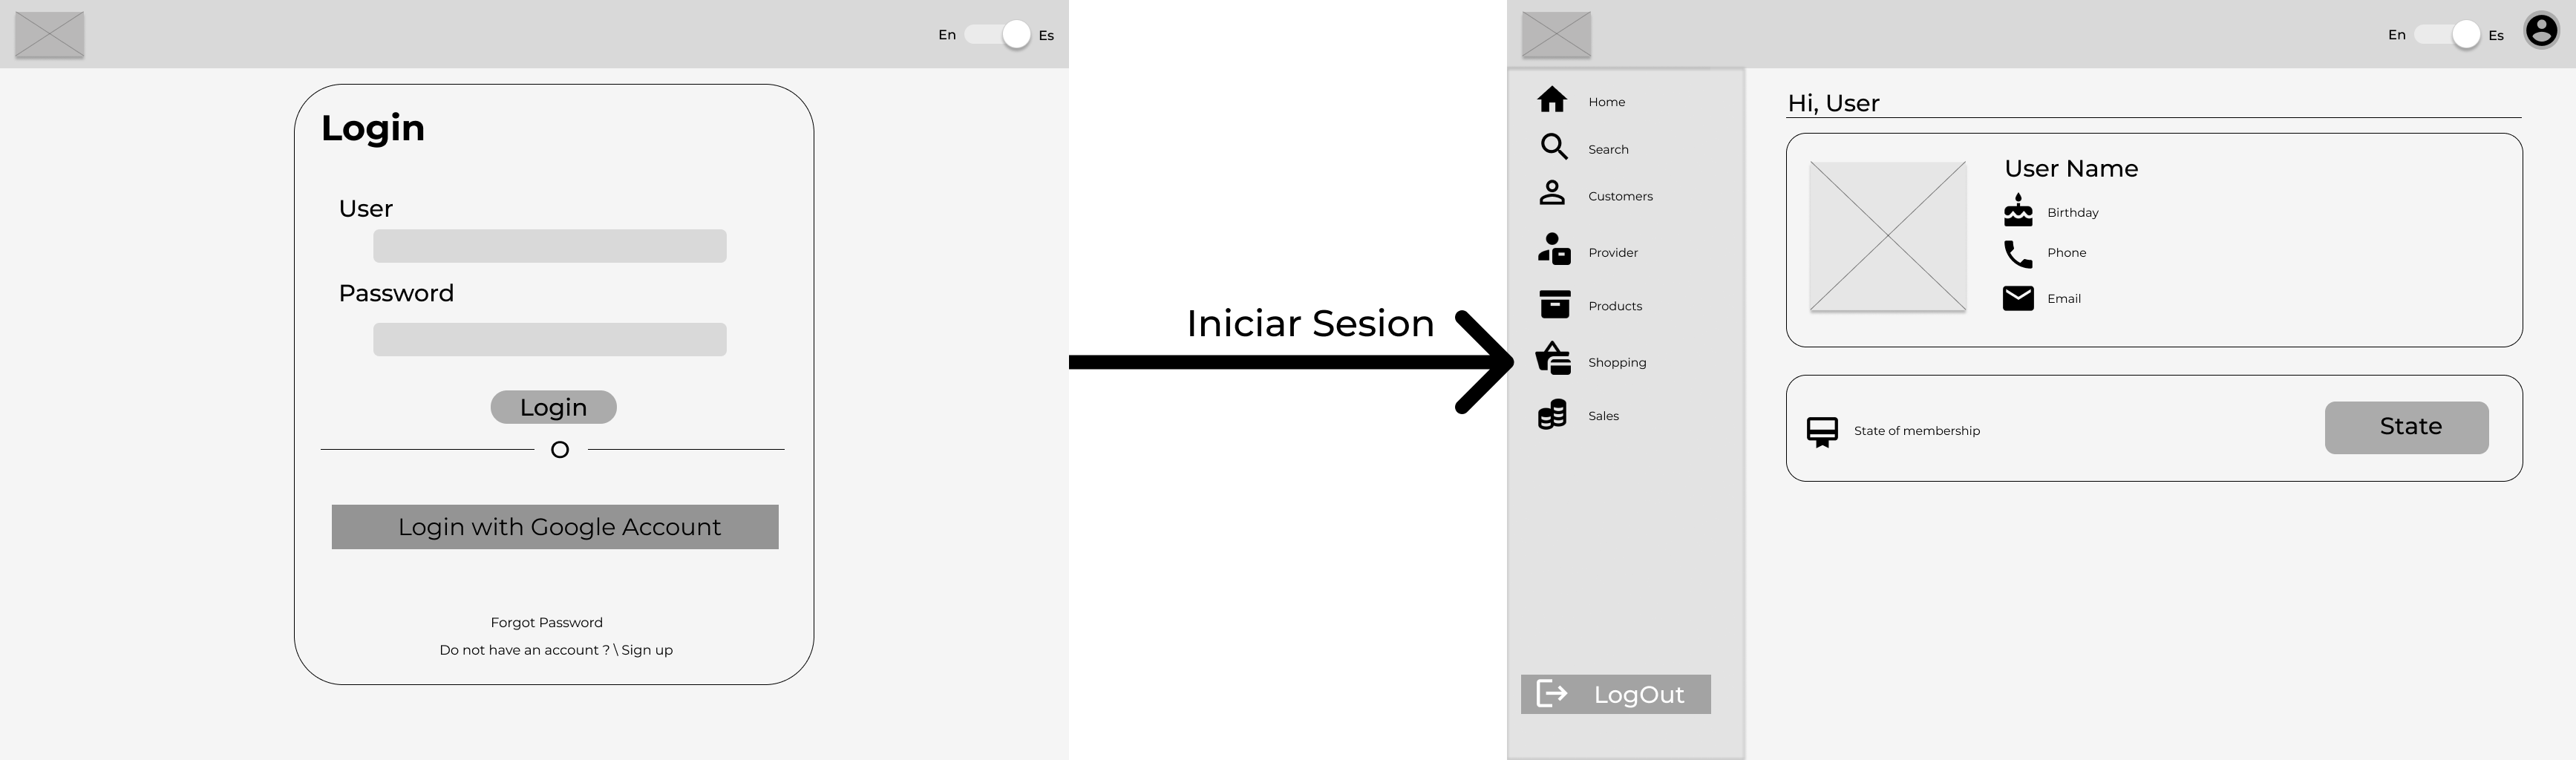 En Es
Login
User
Password
Login
O
Login with Google Account
Forgot Password
Do not have an account ? \ Sign up
Iniciar Sesion
En Es
Home
Search
Customers
Provider
Products
Shopping
Sales
LogOut
Hi, User
User Name
Birthday
Phone
Email
State of membership
State